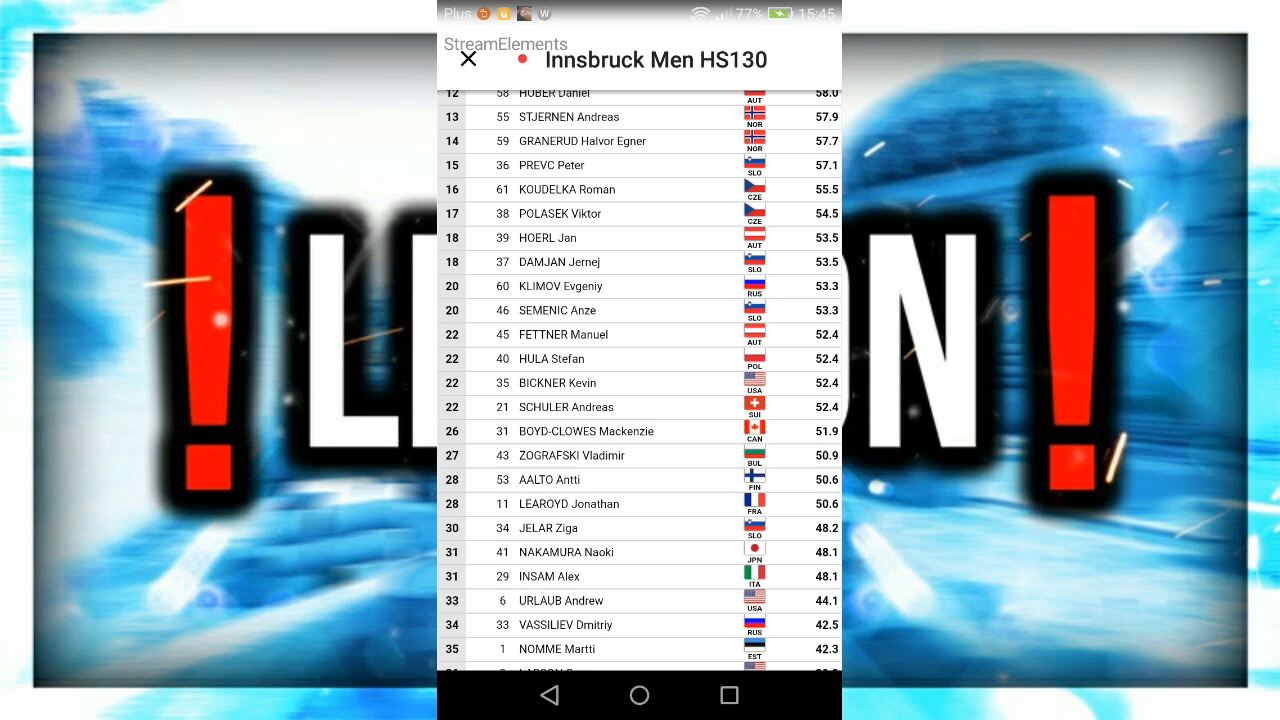 Plus W 77% 15:45
StreamElements
Innsbruck Men HS130
12 58 HUBER Daniel AUT 58.0
13 55 STJERNEN Andreas NOR 57.9
14 59 GRANERUD Halvor Egner NOR 57.7
15 36 PREVC Peter SLO 57.1
16 61 KOUDELKA Roman CZE 55.5
17 38 POLASEK Viktor CZE 54.5
18 39 HOERL Jan AUT 53.5
18 37 DAMJAN Jernej SLO 53.5
20 60 KLIMOV Evgeniy RUS 53.3
20 46 SEMENIC Anze SLO 53.3
22 45 FETTNER Manuel AUT 52.4
22 40 HULA Stefan POL 52.4
22 35 BICKNER Kevin USA 52.4
22 21 SCHULER Andreas SUI 52.4
26 31 BOYD-CLOWES Mackenzie CAN 51.9
27 43 ZOGRAFSKI Vladimir BUL 50.9
28 53 AALTO Antti FIN 50.6
28 11 LEAROYD Jonathan FRA 50.6
30 34 JELAR Ziga SLO 48.2
31 41 NAKAMURA Naoki JPN 48.1
31 29 INSAM Alex ITA 48.1
33 6 URLAUB Andrew USA 44.1
34 33 VASSILIEV Dmitriy RUS 42.5
35 1 NOMME Martti EST 42.3
! L N !